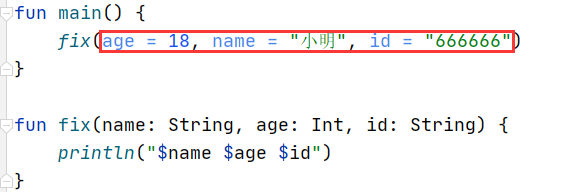 fun main() {
    fix(age = 18, name = "小明", id = "666666")
}
fun fix(name: String, age: Int, id: String) {
    println("$name $age $id")
}